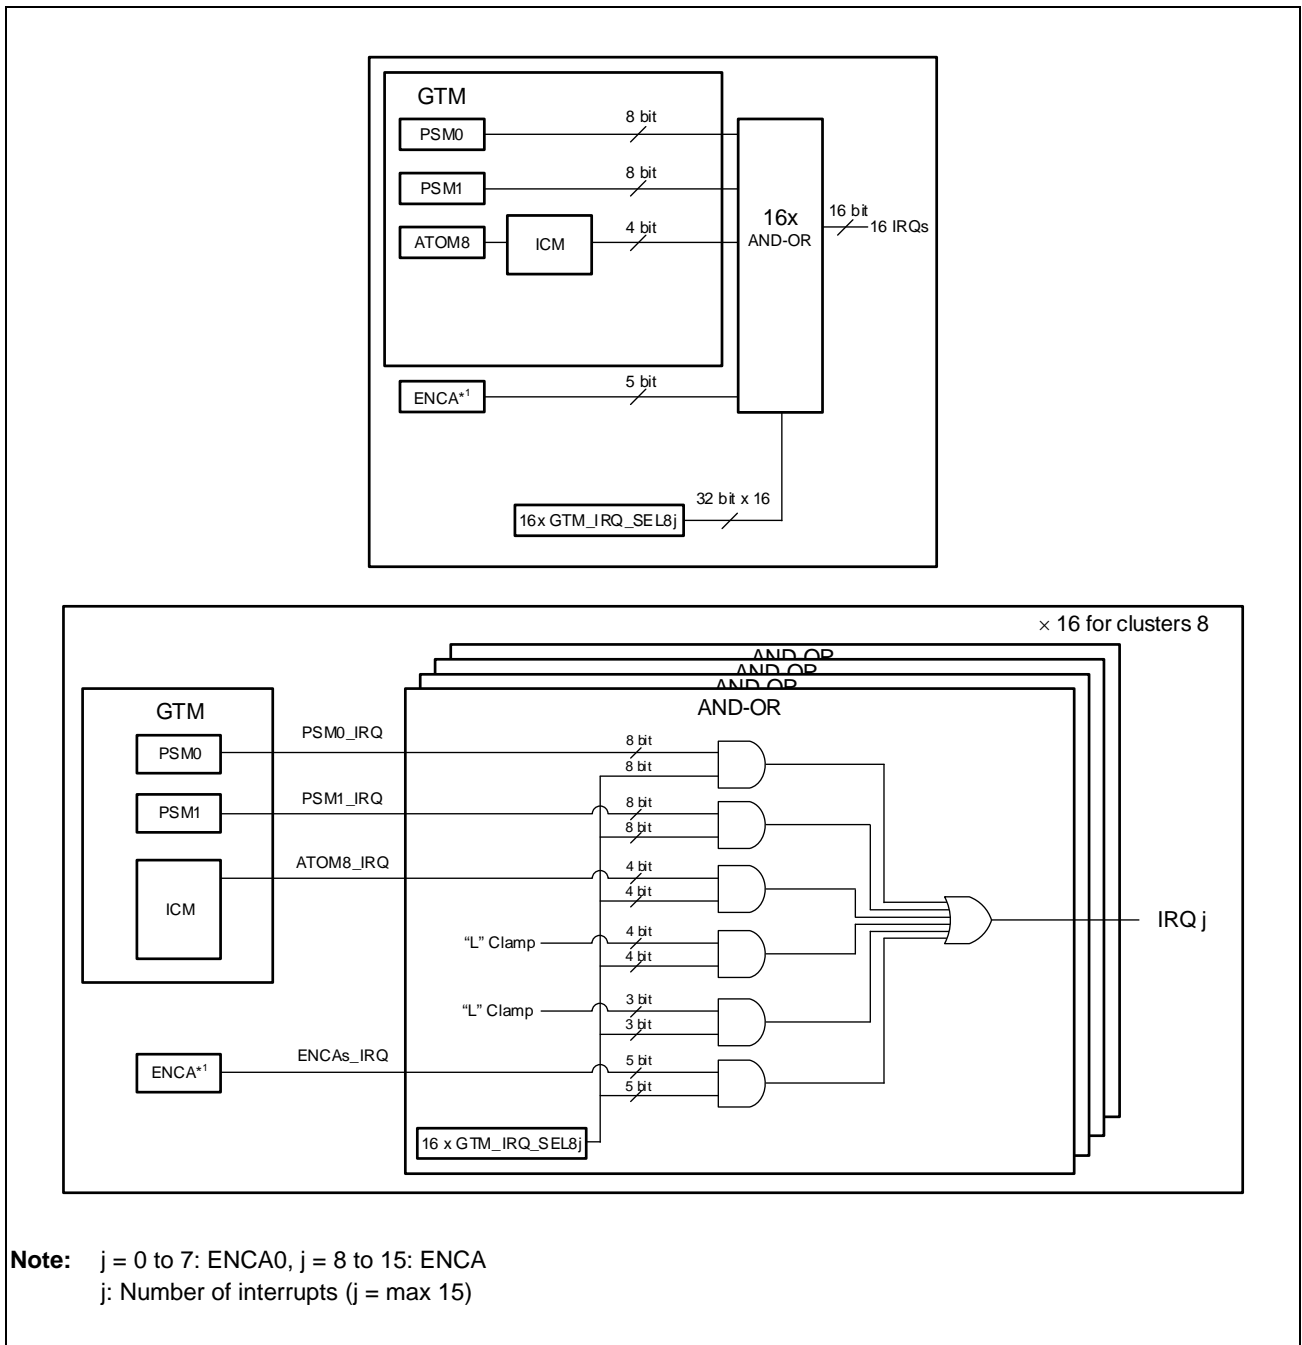 GTM
PSM0
8 bit
PSM1
8 bit
ATOM8
ICM
4 bit
16x
AND-OR
16 bit
16 IRQs
ENCA*1
5 bit
16x GTM_IRQ_SEL8j
32 bit x 16
× 16 for clusters 8
AND-OR
AND-OR
AND-OR
AND-OR
GTM
PSM0
PSM0_IRQ
8 bit
8 bit
PSM1
PSM1_IRQ
8 bit
8 bit
ICM
ATOM8_IRQ
4 bit
4 bit
“L” Clamp
4 bit
4 bit
IRQ j
“L” Clamp
3 bit
3 bit
ENCA*1
ENCAs_IRQ
5 bit
5 bit
16 x GTM_IRQ_SEL8j
Note: j = 0 to 7: ENCA0, j = 8 to 15: ENCA
j: Number of interrupts (j = max 15)